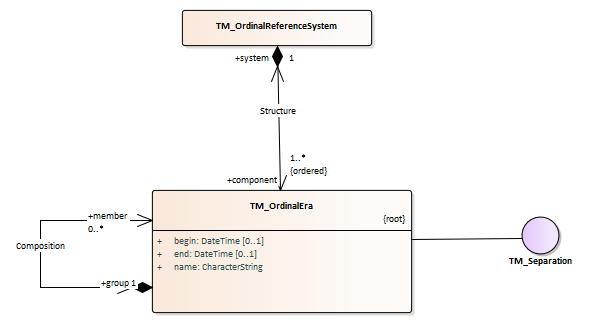 TM_OrdinalReferenceSystem
+system 1
Structure
1..*
{ordered}
+component
TM_OrdinalEra
{root}
+ begin: DateTime [0..1]
+ end: DateTime [0..1]
+ name: CharacterString
+member
0..*
Composition
+group 1
TM_Separation